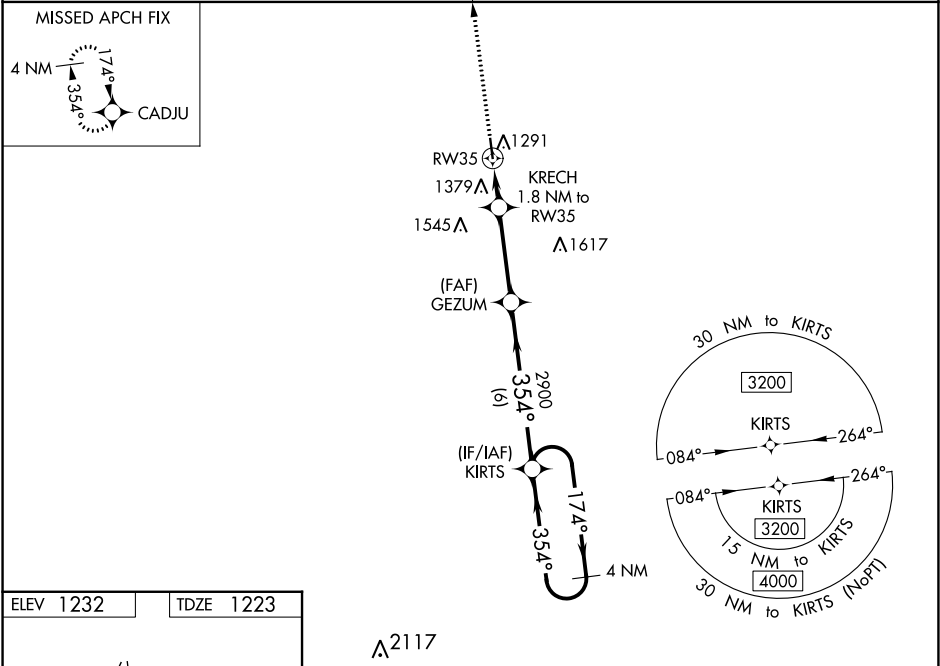 MISSED APCH FIX
4 NM
174°
354°
CADJU
1291
RW35
1379
KRECH
1.8 NM to
RW35
1545
1617
(FAF)
GEZUM
2900
354°
(6)
(IF/IAF)
KIRTS
174°
354°
4 NM
30 NM to KIRTS
3200
KIRTS
084°
264°
084°
264°
KIRTS
3200
15 NM to KIRTS
4000
30 NM to KIRTS (NoPT)
ELEV 1232
TDZE 1223
2117